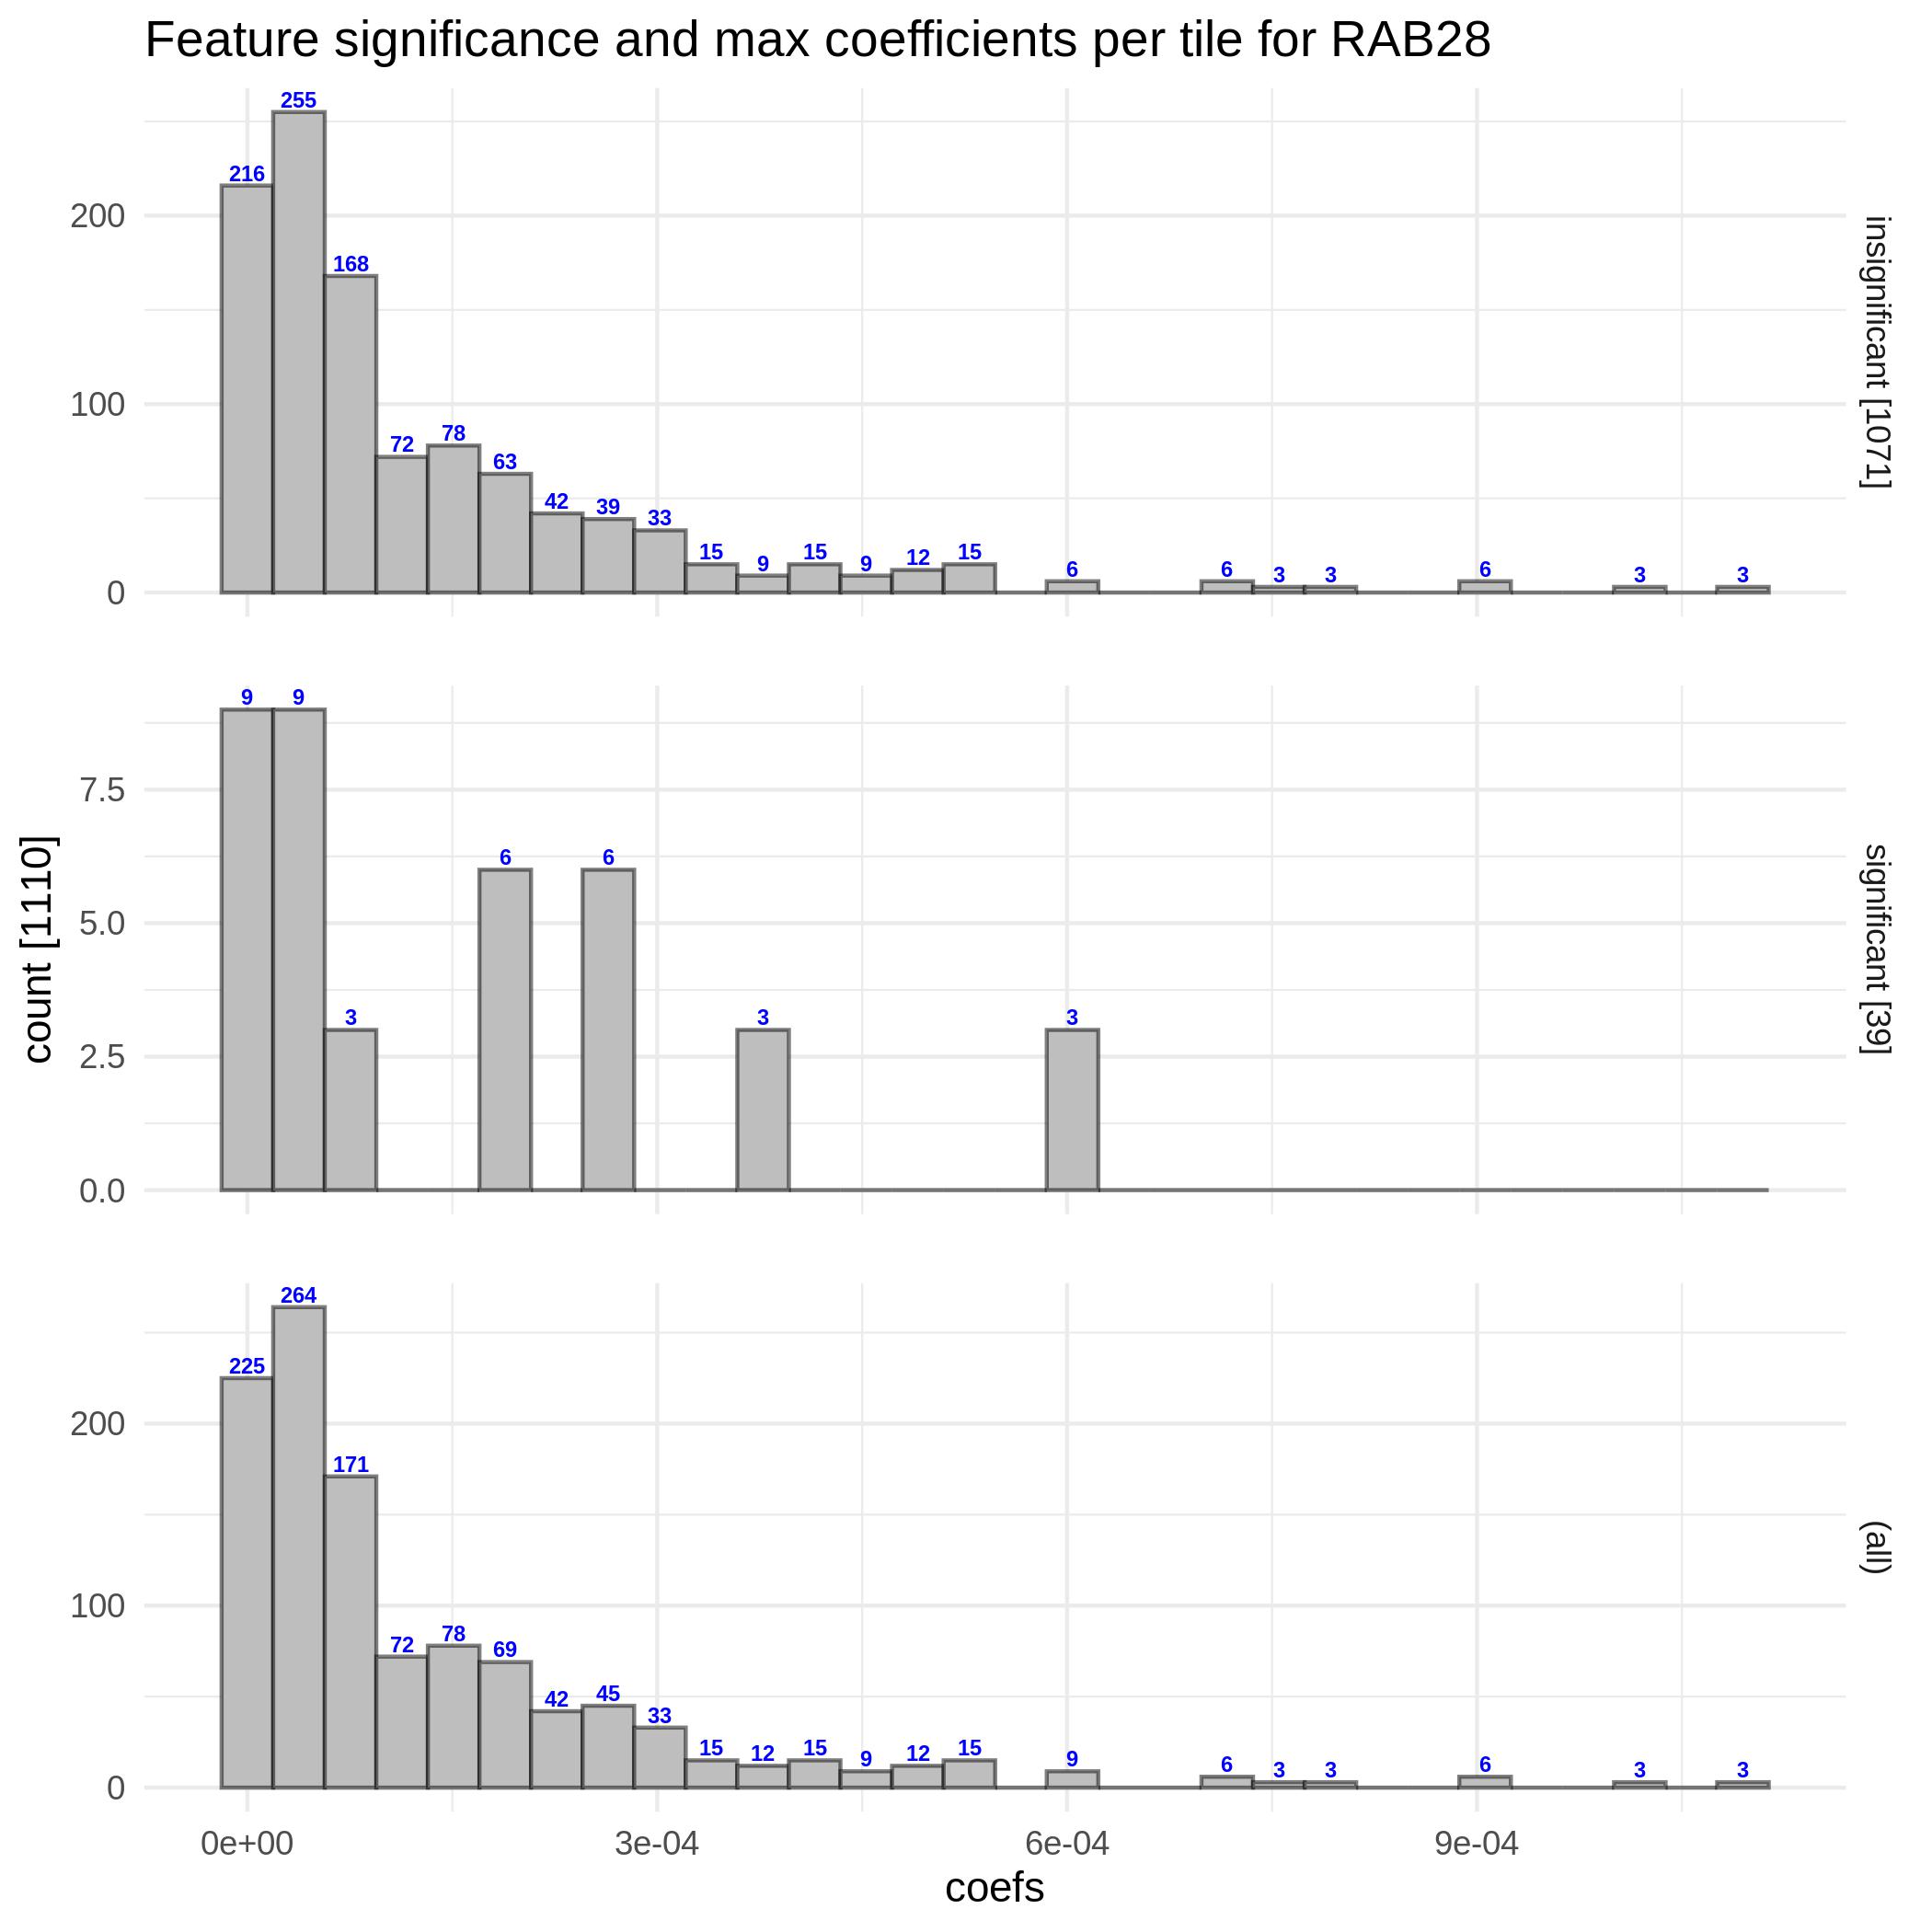 Feature significance and max coefficients per tile for RAB28
255
216
200
168
100
72 78 63 42 39 33 15 9 15 9 12 15 6 6 3 3 6 3 3
0
insignificant [1071]
count [1110]
9 9
7.5
6 6
5.0
3 3 3
2.5
0.0
significant [39]
264
225
200
171
100
72 78 69 42 45 33 15 12 15 9 12 15 9 6 3 3 6 3 3
0
(all)
0e+00 3e-04 6e-04 9e-04
coefs